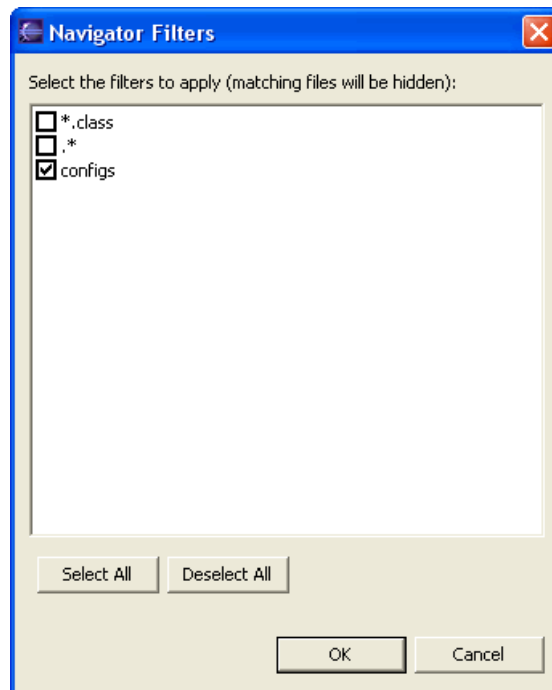 Navigator Filters
Select the filters to apply (matching files will be hidden):
*.class
.*
configs
Select All
Deselect All
OK
Cancel